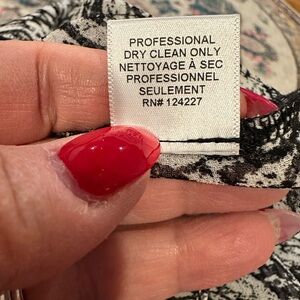 PROFESSIONAL
DRY CLEAN ONLY
NETTOYAGE À SEC
PROFESSIONNEL
SEULEMENT
RN# 124227